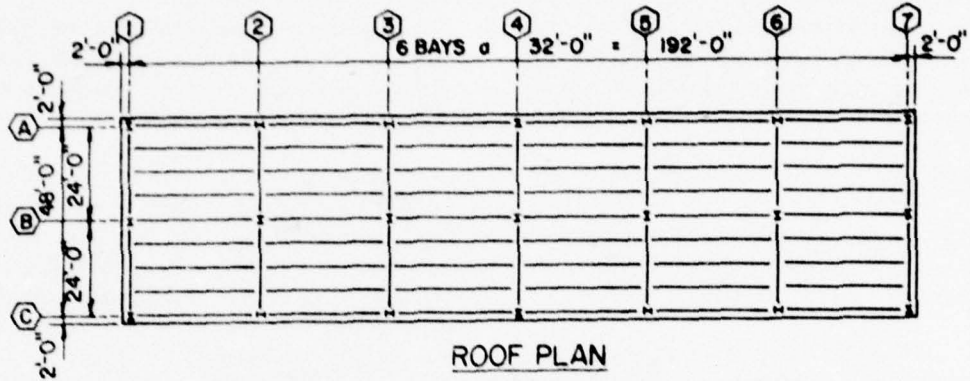 1 2 3 4 5 6 7
2'-0" 6 BAYS a 32'-0" = 192'-0" 2'-0"
2'-0"
A
24'-0"
48'-0"
B
24'-0"
C
2'-0"
ROOF PLAN